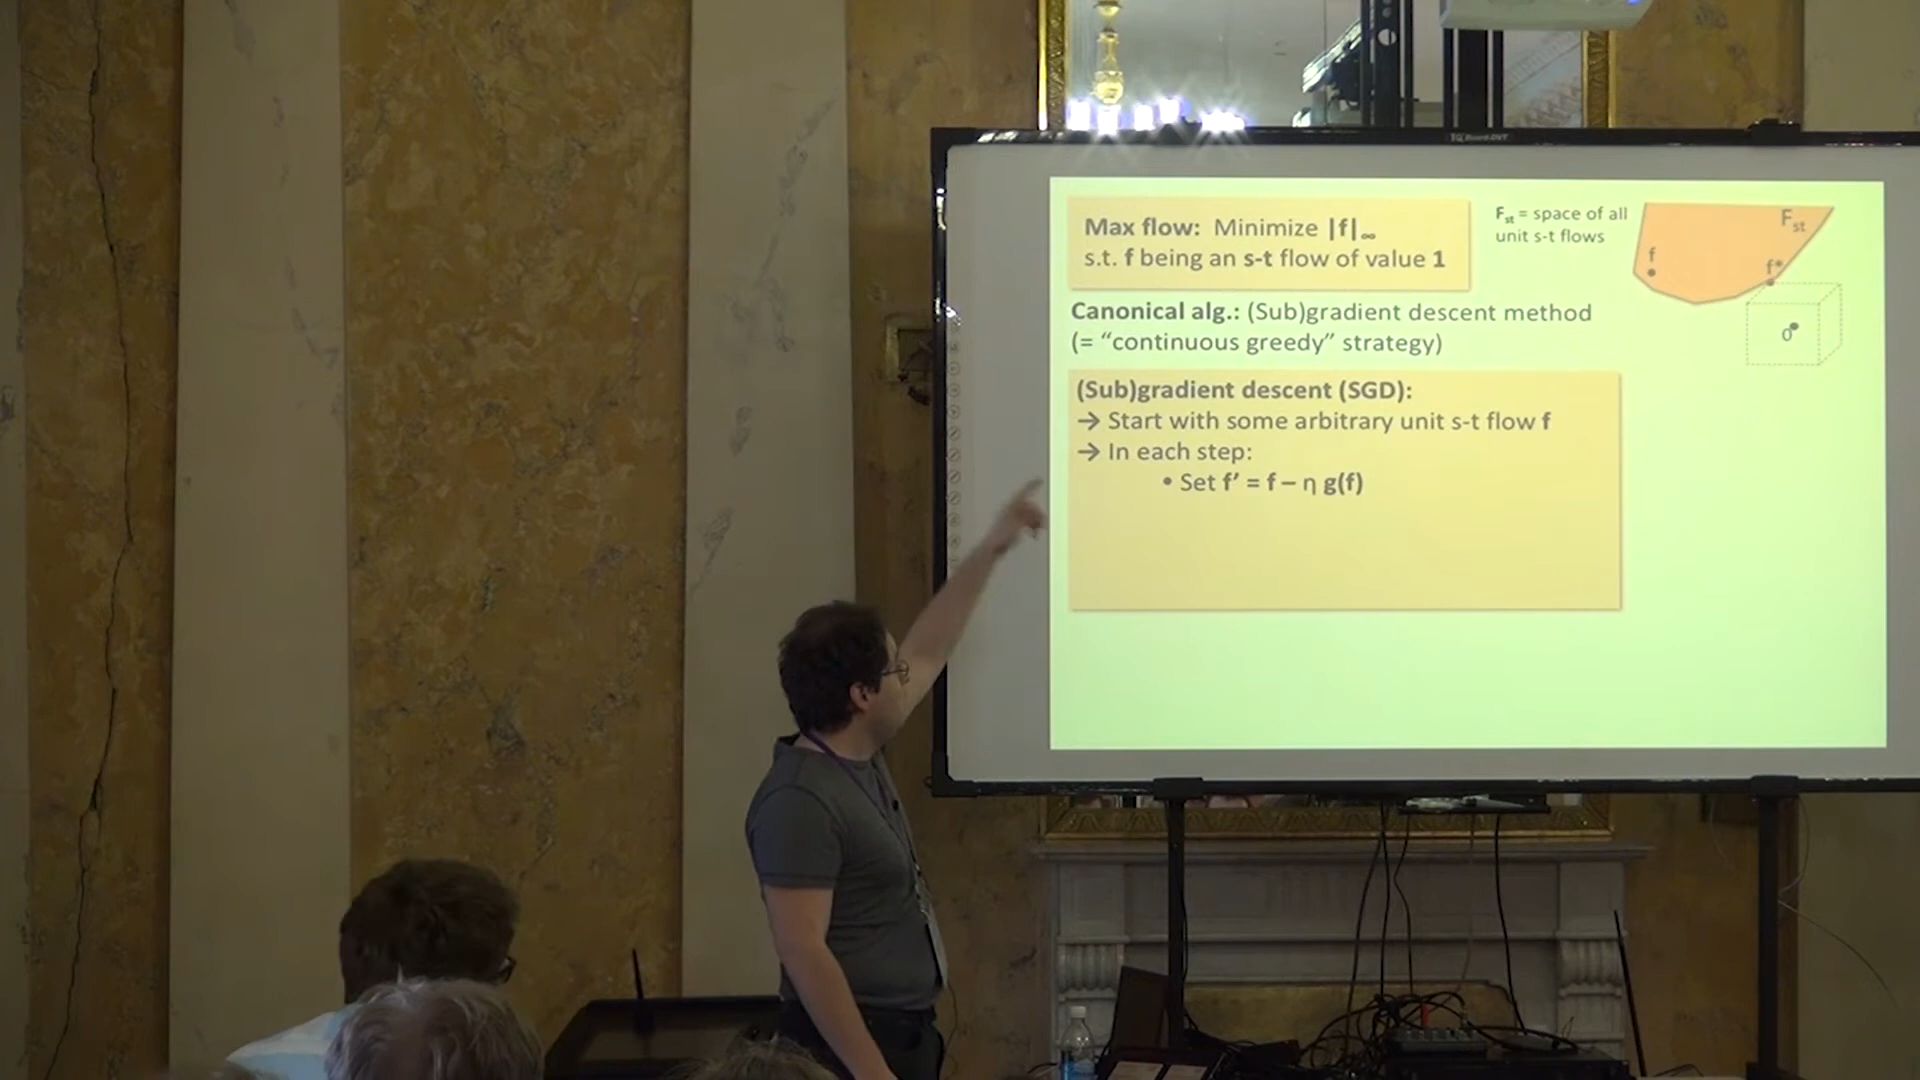 Max flow: Minimize |f|∞
s.t. f being an s-t flow of value 1
Fst = space of all
unit s-t flows
Fst
f
f*
0
Canonical alg.: (Sub)gradient descent method
(= “continuous greedy” strategy)
(Sub)gradient descent (SGD):
→ Start with some arbitrary unit s-t flow f
→ In each step:
• Set f’ = f – η g(f)